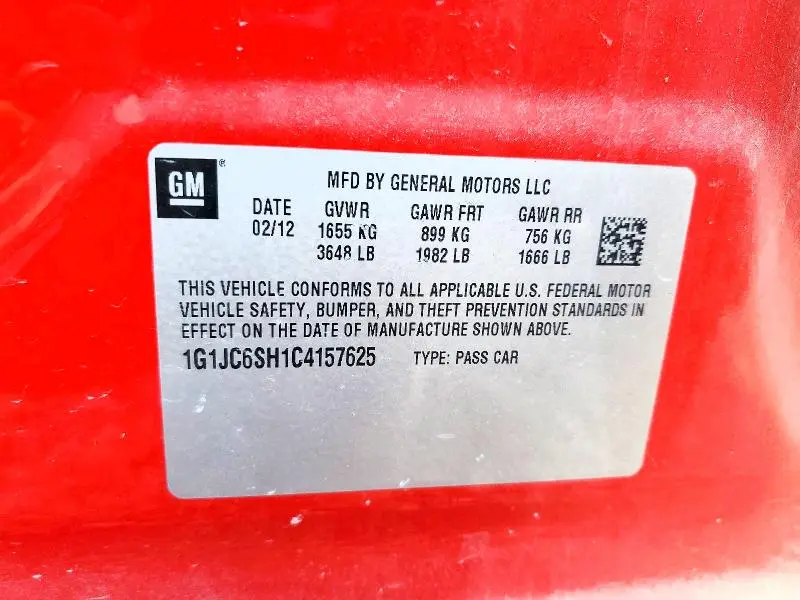 GM ®
MFD BY GENERAL MOTORS LLC
DATE GVWR GAWR FRT GAWR RR
02/12 1655 KG 899 KG 756 KG
3648 LB 1982 LB 1666 LB
THIS VEHICLE CONFORMS TO ALL APPLICABLE U.S. FEDERAL MOTOR
VEHICLE SAFETY, BUMPER, AND THEFT PREVENTION STANDARDS IN
EFFECT ON THE DATE OF MANUFACTURE SHOWN ABOVE.
1G1JC6SH1C4157625 TYPE: PASS CAR